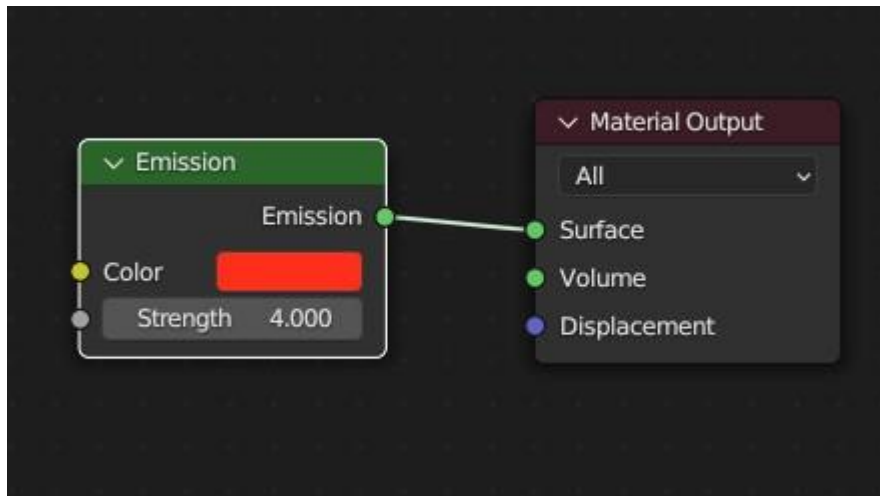 Emission
Emission
Color
Strength 4.000
Material Output
All
Surface
Volume
Displacement